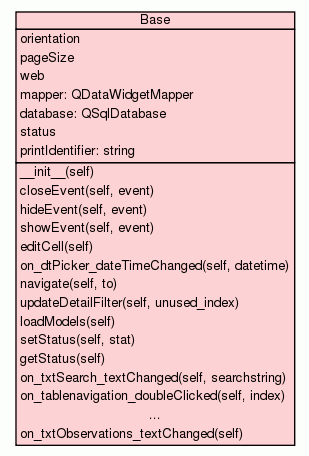 Base
orientation
pageSize
web
mapper: QDataWidgetMapper
database: QSqlDatabase
status
printIdentifier: string
__init__(self)
closeEvent(self, event)
hideEvent(self, event)
showEvent(self, event)
editCell(self)
on_dtPicker_dateTimeChanged(self, datetime)
navigate(self, to)
updateDetailFilter(self, unused_index)
loadModels(self)
setStatus(self, stat)
getStatus(self)
on_txtSearch_textChanged(self, searchstring)
on_tablenavigation_doubleClicked(self, index)
...
on_txtObservations_textChanged(self)